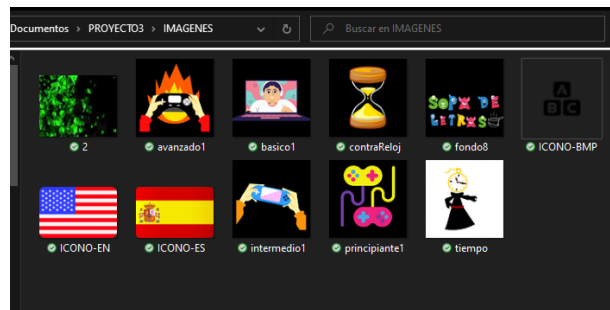 Documentos > PROYECTO3 > IMAGENES
Buscar en IMAGENES
SOPA DE
LETRAS
A
B C
2
avanzado1
basico1
contraReloj
fondo8
ICONO-BMP
ICONO-EN
ICONO-ES
intermedio1
principiante1
tiempo